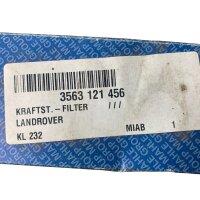 3563 121 456
KRAFTST.-FILTER ///
LANDROVER
KL 232 MIAB 1